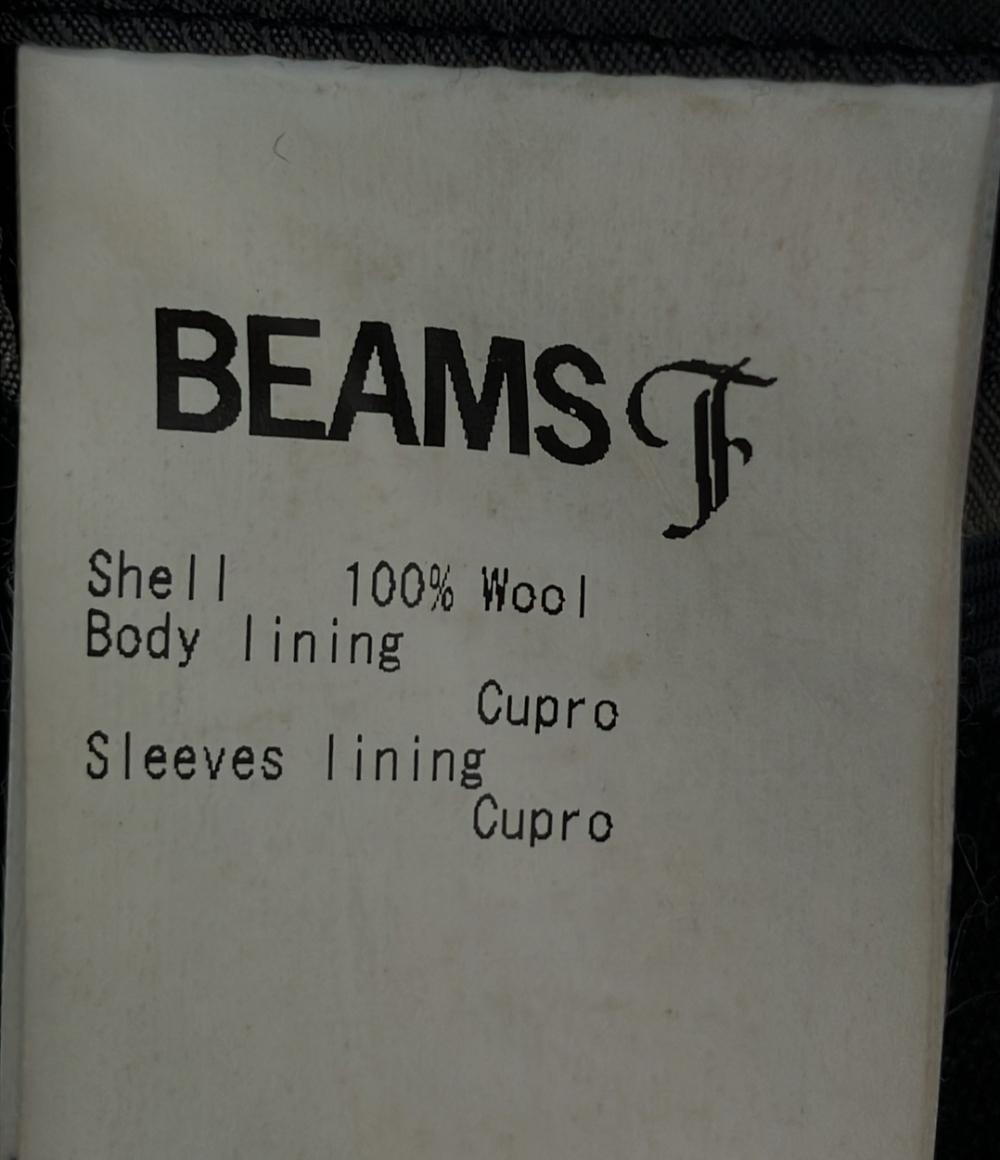 BEAMS F
Shell 100% Wool
Body lining
Cupro
Sleeves lining
Cupro